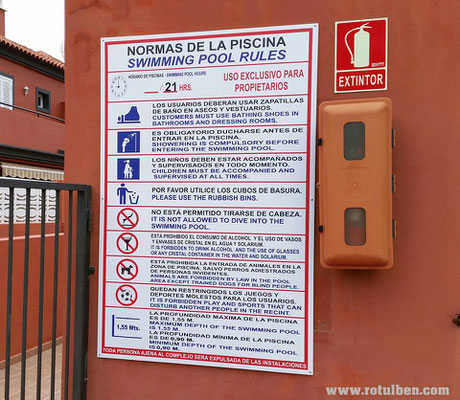 NORMAS DE LA PISCINA
SWIMMING POOL RULES
HORARIO DE PISCINAS - SWIMMING POOL HOURS
21 HRS.
USO EXCLUSIVO PARA
PROPIETARIOS
LOS USUARIOS DEBERÁN USAR ZAPATILLAS
DE BAÑO EN ASEOS Y VESTUARIOS.
CUSTOMERS MUST USE BATHING SHOES IN
BATHROOMS AND DRESSING ROOMS.
ES OBLIGATORIO DUCHARSE ANTES DE
ENTRAR EN LA PISCINA.
SHOWERING IS COMPULSORY BEFORE
ENTERING THE SWIMMING POOL.
LOS NIÑOS DEBEN ESTAR ACOMPAÑADOS
Y SUPERVISADOS EN TODO MOMENTO.
CHILDREN MUST BE ACCOMPANIED AND
SUPERVISED AT ALL TIMES.
POR FAVOR UTILICE LOS CUBOS DE BASURA.
PLEASE USE THE RUBBISH BINS.
NO ESTÁ PERMITIDO TIRARSE DE CABEZA.
IT IS NOT ALLOWED TO DIVE INTO THE
SWIMMING POOL.
ESTÁ PROHIBIDO EL CONSUMO DE ALCOHOL Y EL USO DE VASOS
Y ENVASES DE CRISTAL EN EL AGUA Y SOLARIUM.
IT IS FORBIDDEN TO DRINK ALCOHOL AND THE USE OF GLASSES
OR ANY CRISTAL CONTAINER IN THE WATER AND SOLARIUM.
ESTÁ PROHIBIDA LA ENTRADA DE ANIMALES EN LA
ZONA DE PISCINA, SALVO PERROS ADIESTRADOS
DE PERSONAS INVIDENTES.
ANIMALS ARE FORBIDDEN BY LAW IN THE POOL
AREA EXCEPT TRAINED DOGS FOR BLIND PEOPLE.
QUEDAN RESTRINGIDOS LOS JUEGOS Y
DEPORTES MOLESTOS PARA LOS USUARIOS.
IT IS FORBIDDEN PLAY AND SPORTS THAT CAN
DISTURB ANOTHER PEOPLE IN THE RECINT.
1,55 Mts.
LA PROFUNDIDAD MÁXIMA DE LA PISCINA
ES DE 1,55 M.
MAXIMUM DEPTH OF THE SWIMMING POOL
IS 1,55 M.
LA PROFUNDIDAD MÍNIMA DE LA PISCINA
ES DE 0,90 M.
MINIMUM DEPTH OF THE SWIMMING POOL
IS 0,90 M.
TODA PERSONA AJENA AL COMPLEJO SERÁ EXPULSADA DE LAS INSTALACIONES
EXTINTOR
www.rotulben.com